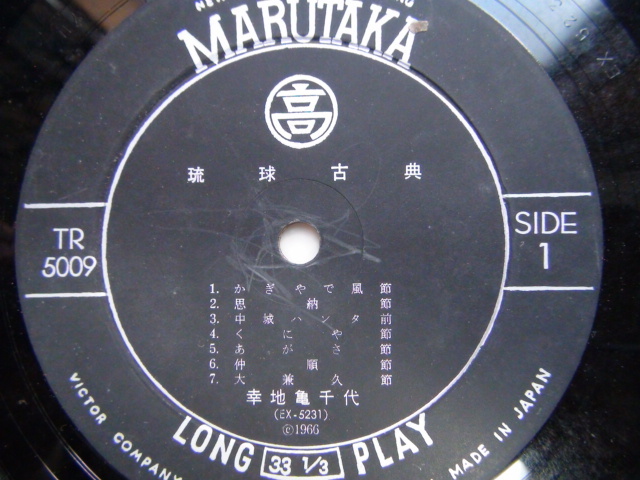 MARUTAKA
高
琉球古典
TR
5009
SIDE
1
1. かぎやで風節
2. 思納節
3. 中城ハンタ前
4. くにや節
5. あがさ節
6. 仲順節
7. 大兼久節
幸地亀千代
(EX-5231)
Ⓒ1966
LONG 33 1/3 PLAY
VICTOR COMPANY
MADE IN JAPAN